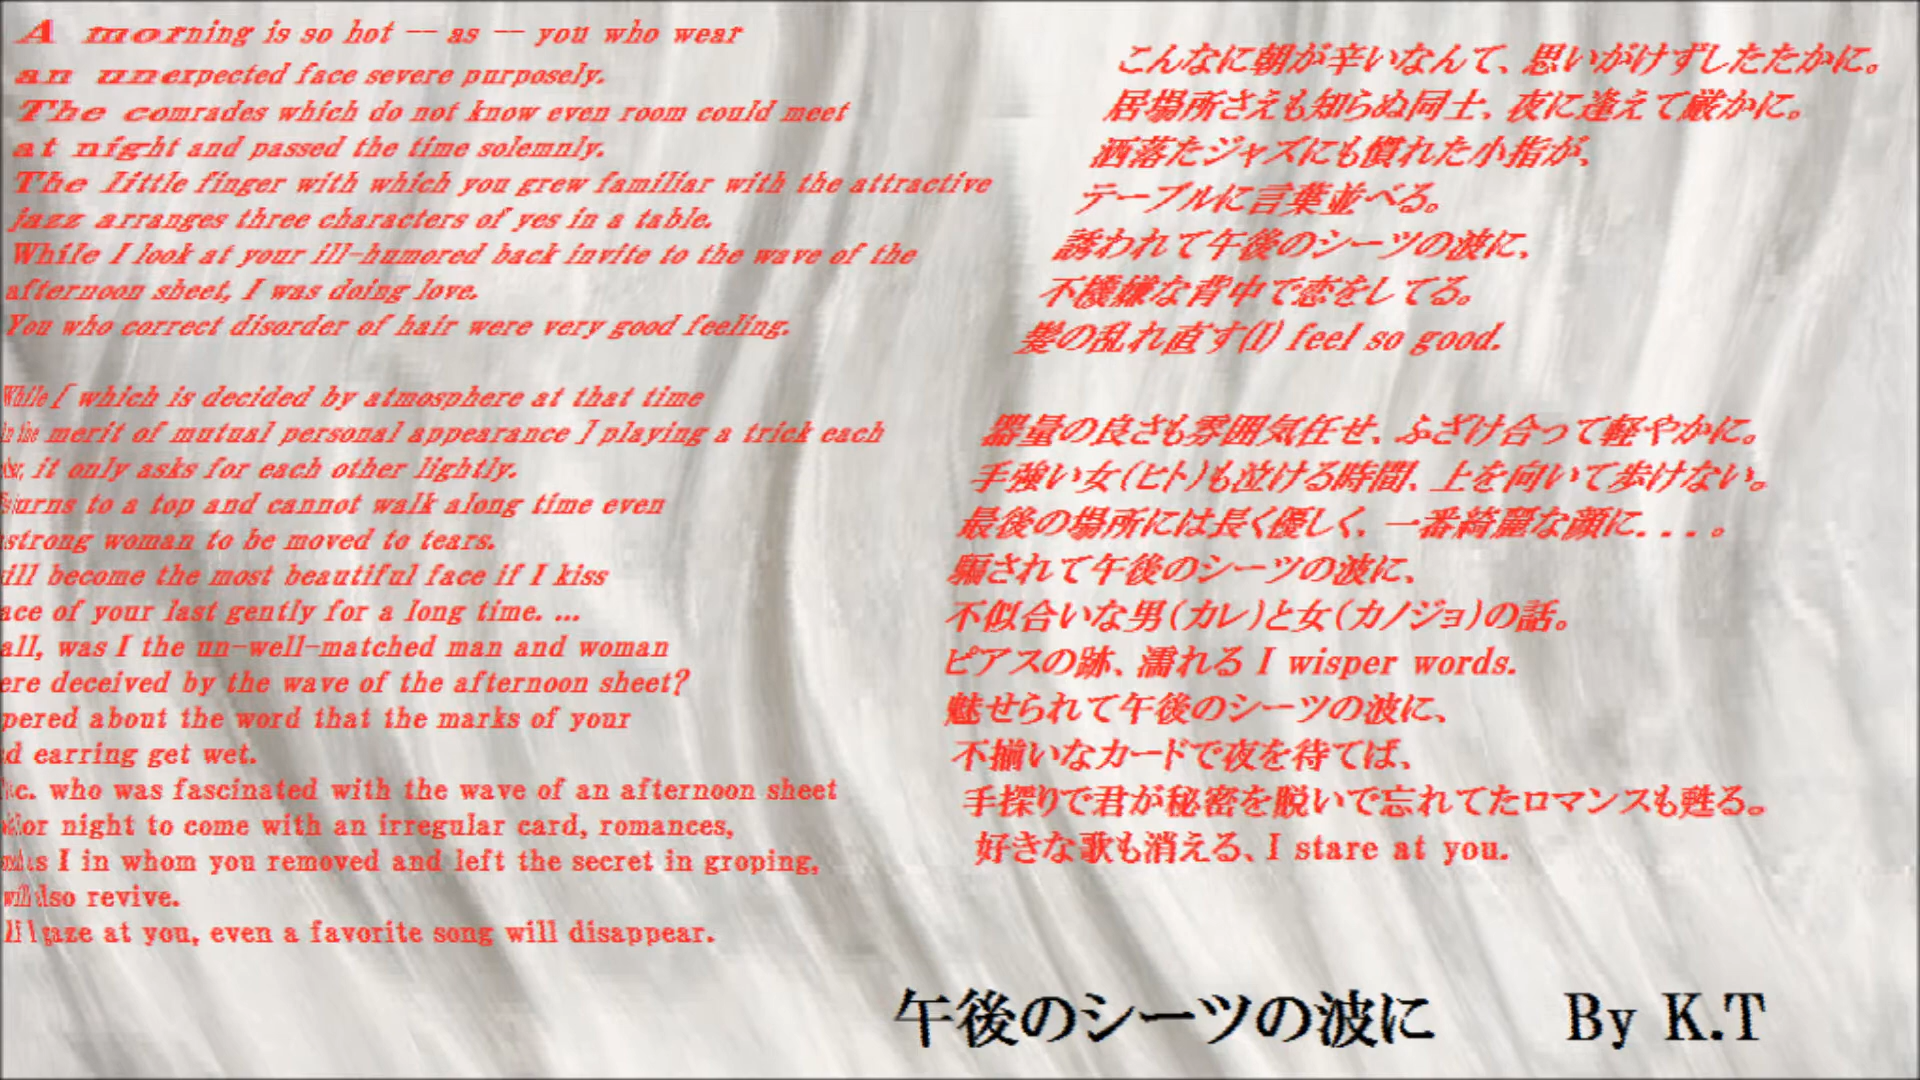 A morning is so hot -- as -- you who wear
an unexpected face severe purposely.
The comrades which do not know even room could meet
at night and passed the time solemnly.
The little finger with which you grew familiar with the attractive
jazz arranges three characters of yes in a table.
While I look at your ill-humored back invite to the wave of the
afternoon sheet, I was doing love.
You who correct disorder of hair were very good feeling.
While [ which is decided by atmosphere at that time
in the merit of mutual personal appearance ] playing a trick each
it only asks for each other lightly.
turns to a top and cannot walk along time even
strong woman to be moved to tears.
ill become the most beautiful face if I kiss
ace of your last gently for a long time. ...
all, was I the un-well-matched man and woman
ere deceived by the wave of the afternoon sheet?
pered about the word that the marks of your
d earring get wet.
c. who was fascinated with the wave of an afternoon sheet
or night to come with an irregular card, romances,
s I in whom you removed and left the secret in groping,
will also revive.
gaze at you, even a favorite song will disappear.
こんなに朝が辛いなんて、思いがけずしたたかに。
居場所さえも知らぬ同士、夜に逢えて厳かに。
洒落たジャズにも慣れた小指が、
テーブルに言葉並べる。
誘われて午後のシーツの波に、
不機嫌な背中で恋をしてる。
髪の乱れ直す(I) feel so good.
器量の良さも雰囲気任せ、ふざけ合って軽やかに。
手強い女(ヒト)も泣ける時間、上を向いて歩けない。
最後の場所には長く優しく、一番綺麗な顔に. . . 。
騙されて午後のシーツの波に、
不似合いな男(カレ)と女(カノジョ)の話。
ピアスの跡、濡れる I wisper words.
魅せられて午後のシーツの波に、
不揃いなカードで夜を待てば、
手探りで君が秘密を脱いで忘れてたロマンスも甦る。
好きな歌も消える、I stare at you.
午後のシーツの波に By K.T